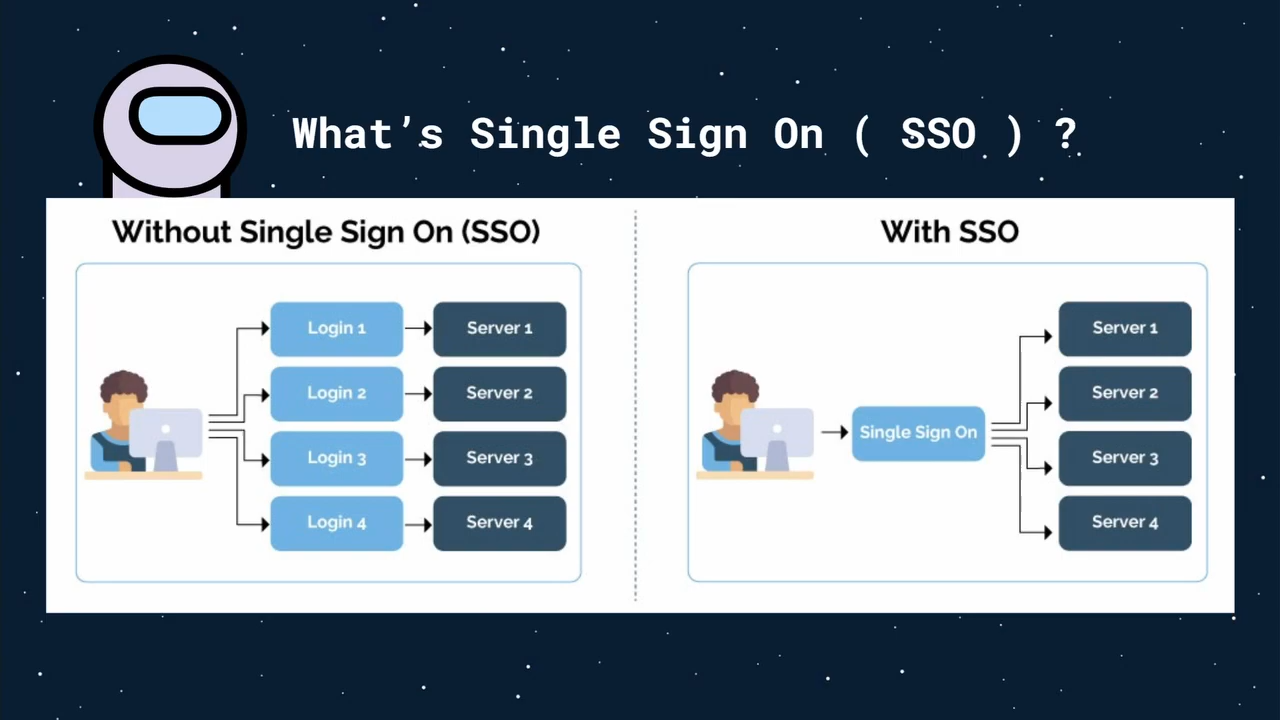 What’s Single Sign On ( SSO ) ?
Without Single Sign On (SSO)
Login 1
Server 1
Login 2
Server 2
Login 3
Server 3
Login 4
Server 4
With SSO
Single Sign On
Server 1
Server 2
Server 3
Server 4